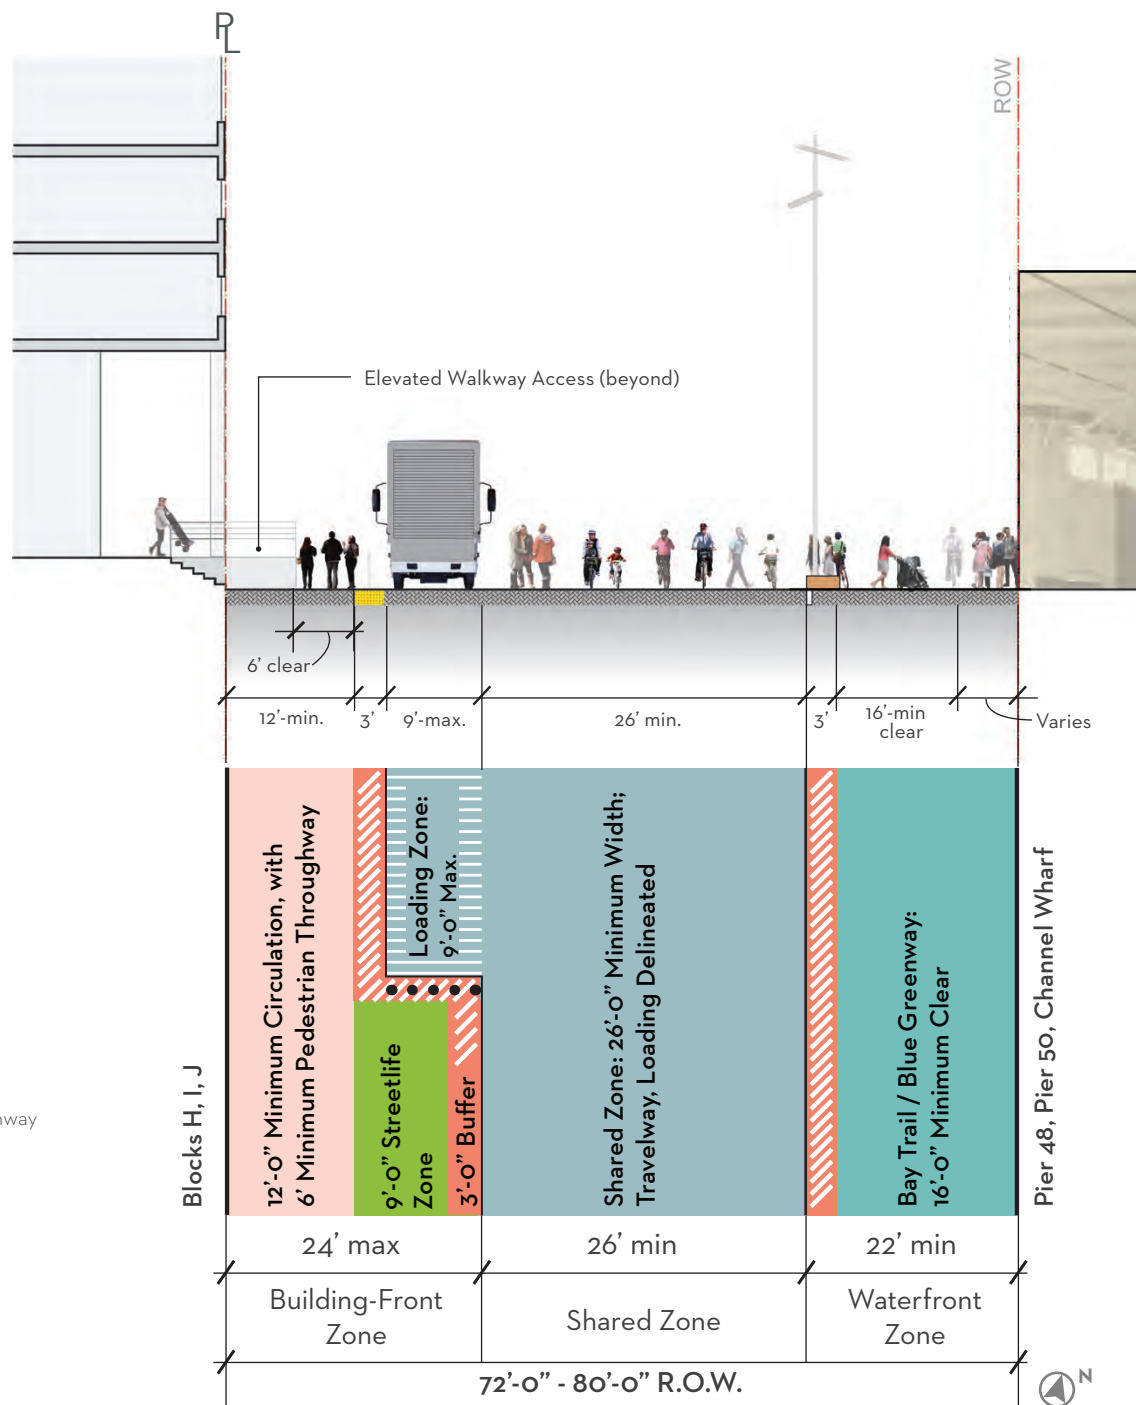 PL
ROW
Elevated Walkway Access (beyond)
6’ clear
12’-min.
3’
9’-max.
26’ min.
3’
16’-min
clear
Varies
Blocks H, I, J
12’-0” Minimum Circulation, with
6’ Minimum Pedestrian Throughway
Loading Zone:
9’-0” Max.
9’-0” Streetlife
Zone
3’-0” Buffer
Shared Zone: 26’-0” Minimum Width;
Travelway, Loading Delineated
Bay Trail / Blue Greenway:
16’-0” Minimum Clear
Pier 48, Pier 50, Channel Wharf
24’ max
26’ min
22’ min
Building-Front
Zone
Shared Zone
Waterfront
Zone
72’-0” - 80’-0” R.O.W.
N